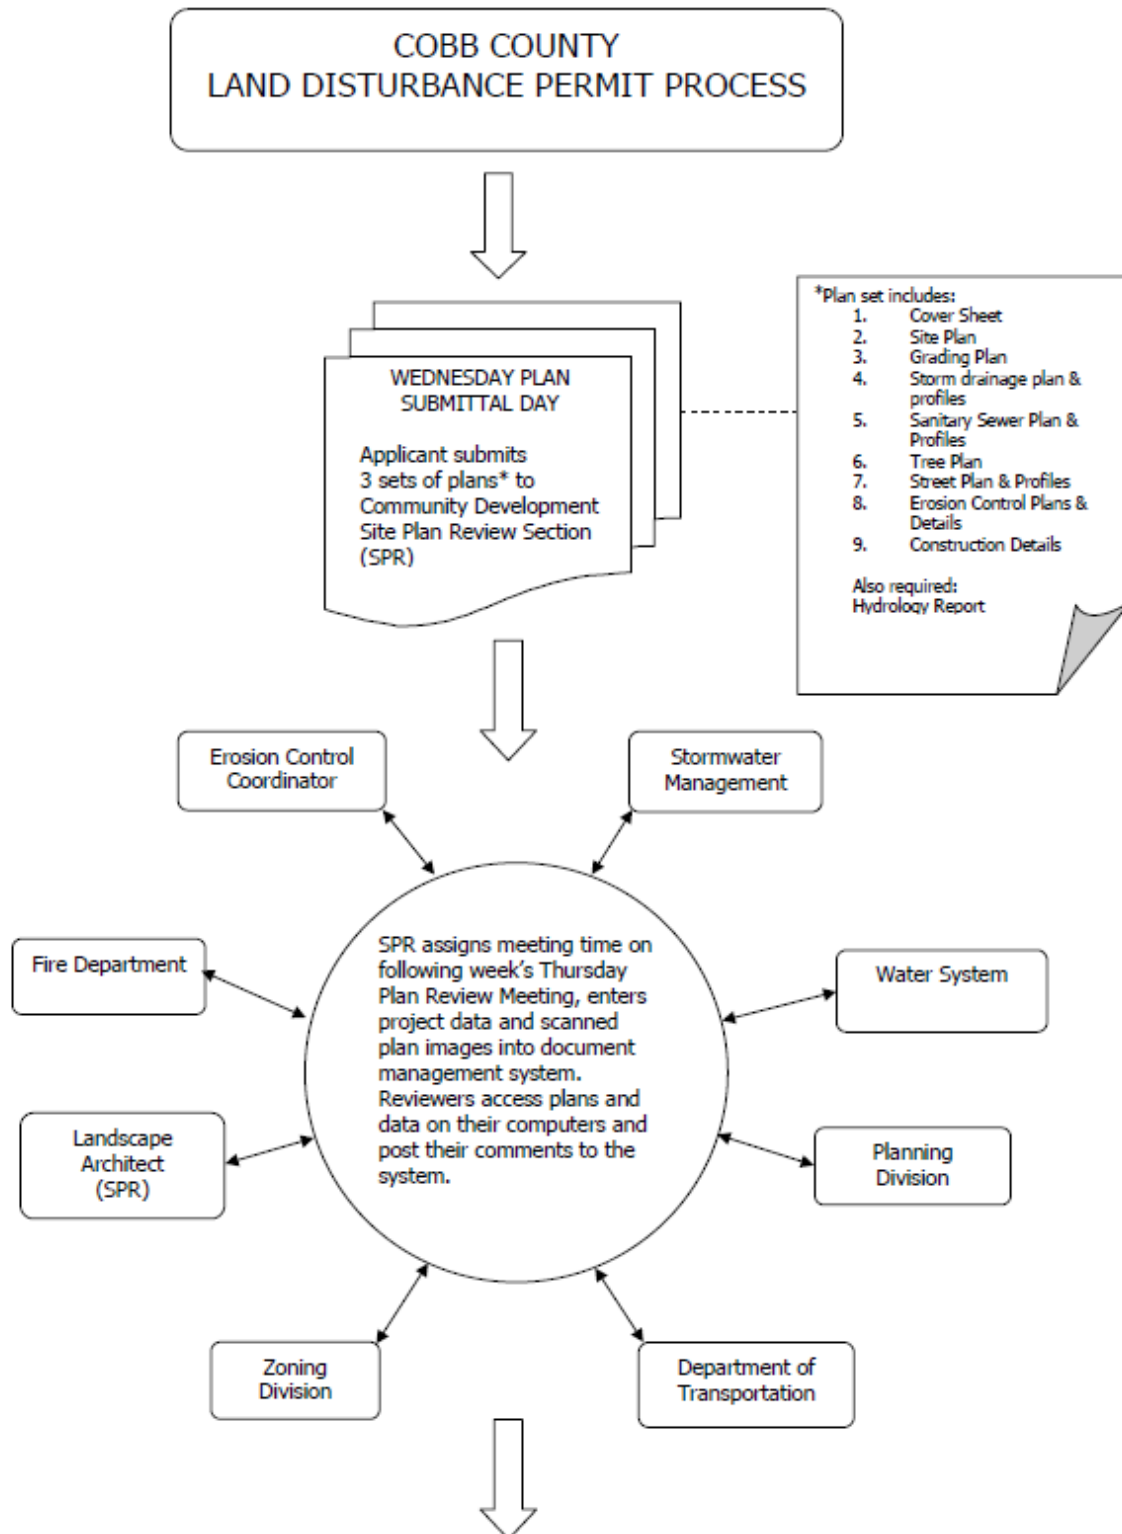 COBB COUNTY
LAND DISTURBANCE PERMIT PROCESS
WEDNESDAY PLAN
SUBMITTAL DAY
Applicant submits
3 sets of plans* to
Community Development
Site Plan Review Section
(SPR)
*Plan set includes:
1. Cover Sheet
2. Site Plan
3. Grading Plan
4. Storm drainage plan &
profiles
5. Sanitary Sewer Plan &
Profiles
6. Tree Plan
7. Street Plan & Profiles
8. Erosion Control Plans &
Details
9. Construction Details
Also required:
Hydrology Report
Erosion Control
Coordinator
Stormwater
Management
Fire Department
SPR assigns meeting time on
following week's Thursday
Plan Review Meeting, enters
project data and scanned
plan images into document
management system.
Reviewers access plans and
data on their computers and
post their comments to the
system.
Water System
Landscape
Architect
(SPR)
Planning
Division
Zoning
Division
Department of
Transportation